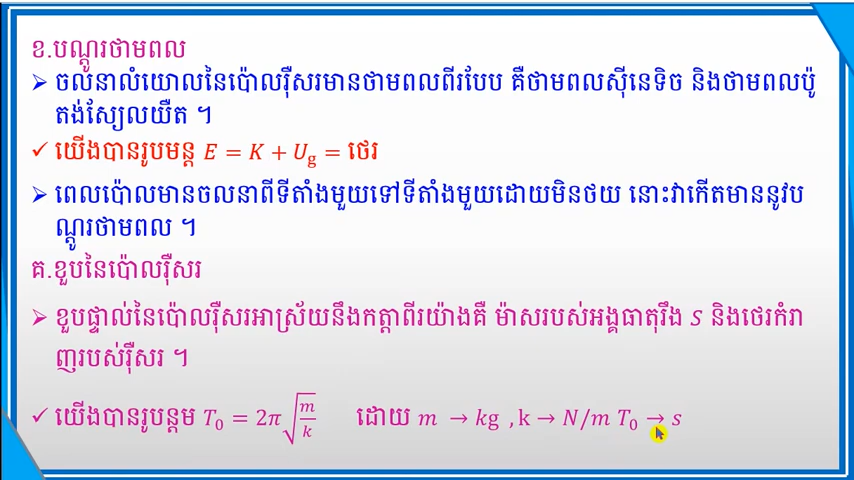 ខ.បណ្តូរថាមពល
➤ ចលនាលំយោលនៃប៉ោលរ៉ឺសរមានថាមពលពីរបែប គឺថាមពលស៊ីនេទិច និងថាមពលប៉ូ
តង់ស្យែលយឺត ។
✓ យើងបានរូបមន្ត E = K + U_g = ថេរ
➤ ពេលប៉ោលមានចលនាពីទីតាំងមួយទៅទីតាំងមួយដោយមិនថយ នោះវាកើតមាននូវប
ណ្តូរថាមពល ។
គ.ខួបនៃប៉ោលរ៉ឺសរ
➤ ខួបផ្ទាល់នៃប៉ោលរ៉ឺសរអាស្រ័យនឹងកត្តាពីរយ៉ាងគឺ ម៉ាសរបស់អង្គធាតុរឹង S និងថេរកំរា
ញរបស់រ៉ឺសរ ។
✓ យើងបានរូបន្តម T₀ = 2π√(m/k) ដោយ m → kg , k → N/m T₀ → s